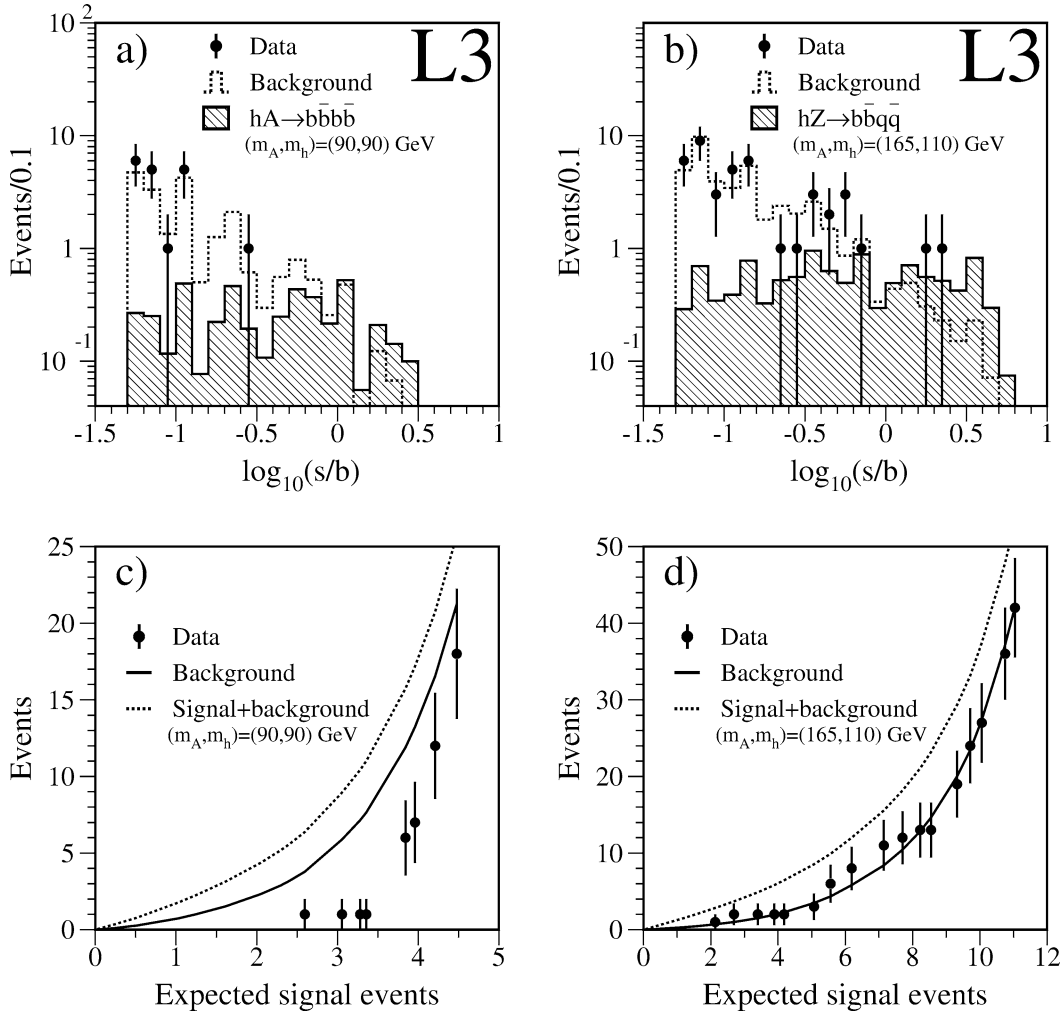 a)
L3
Data
Background
hA→bb̄bb̄
(m_A,m_h)=(90,90) GeV
Events/0.1
10²
10
1
10⁻¹
-1.5 -1 -0.5 0 0.5 1
log₁₀(s/b)
b)
L3
Data
Background
hZ→bb̄qq̄
(m_A,m_h)=(165,110) GeV
Events/0.1
10
1
10⁻¹
-1.5 -1 -0.5 0 0.5 1
log₁₀(s/b)
c)
Data
Background
Signal+background
(m_A,m_h)=(90,90) GeV
Events
25
20
15
10
5
0
0 1 2 3 4 5
Expected signal events
d)
Data
Background
Signal+background
(m_A,m_h)=(165,110) GeV
Events
50
40
30
20
10
0
0 2 4 6 8 10 12
Expected signal events